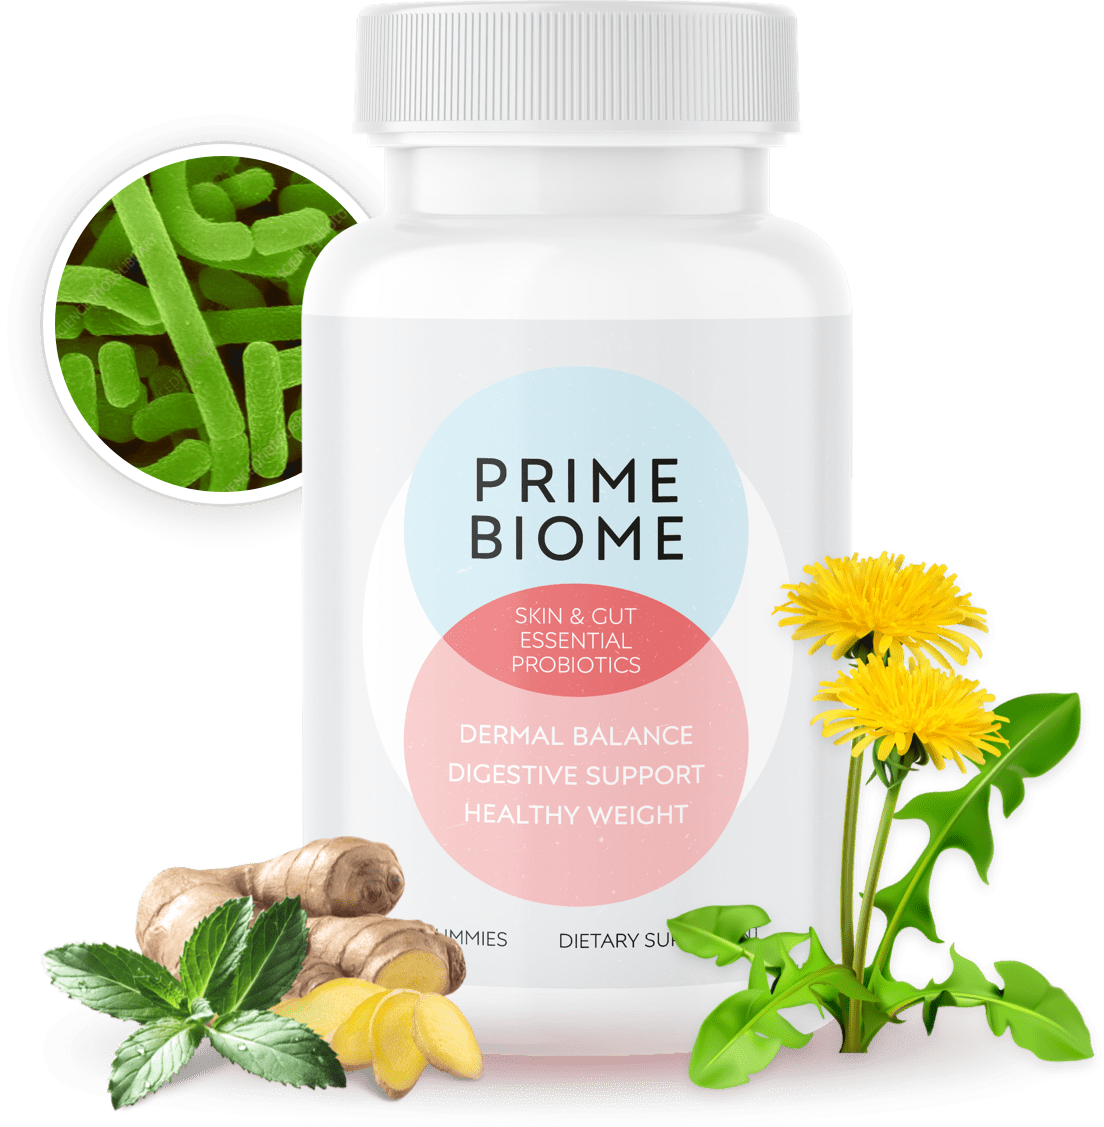 PRIME
BIOME
SKIN & GUT
ESSENTIAL
PROBIOTICS
DERMAL BALANCE
DIGESTIVE SUPPORT
HEALTHY WEIGHT
DIETARY